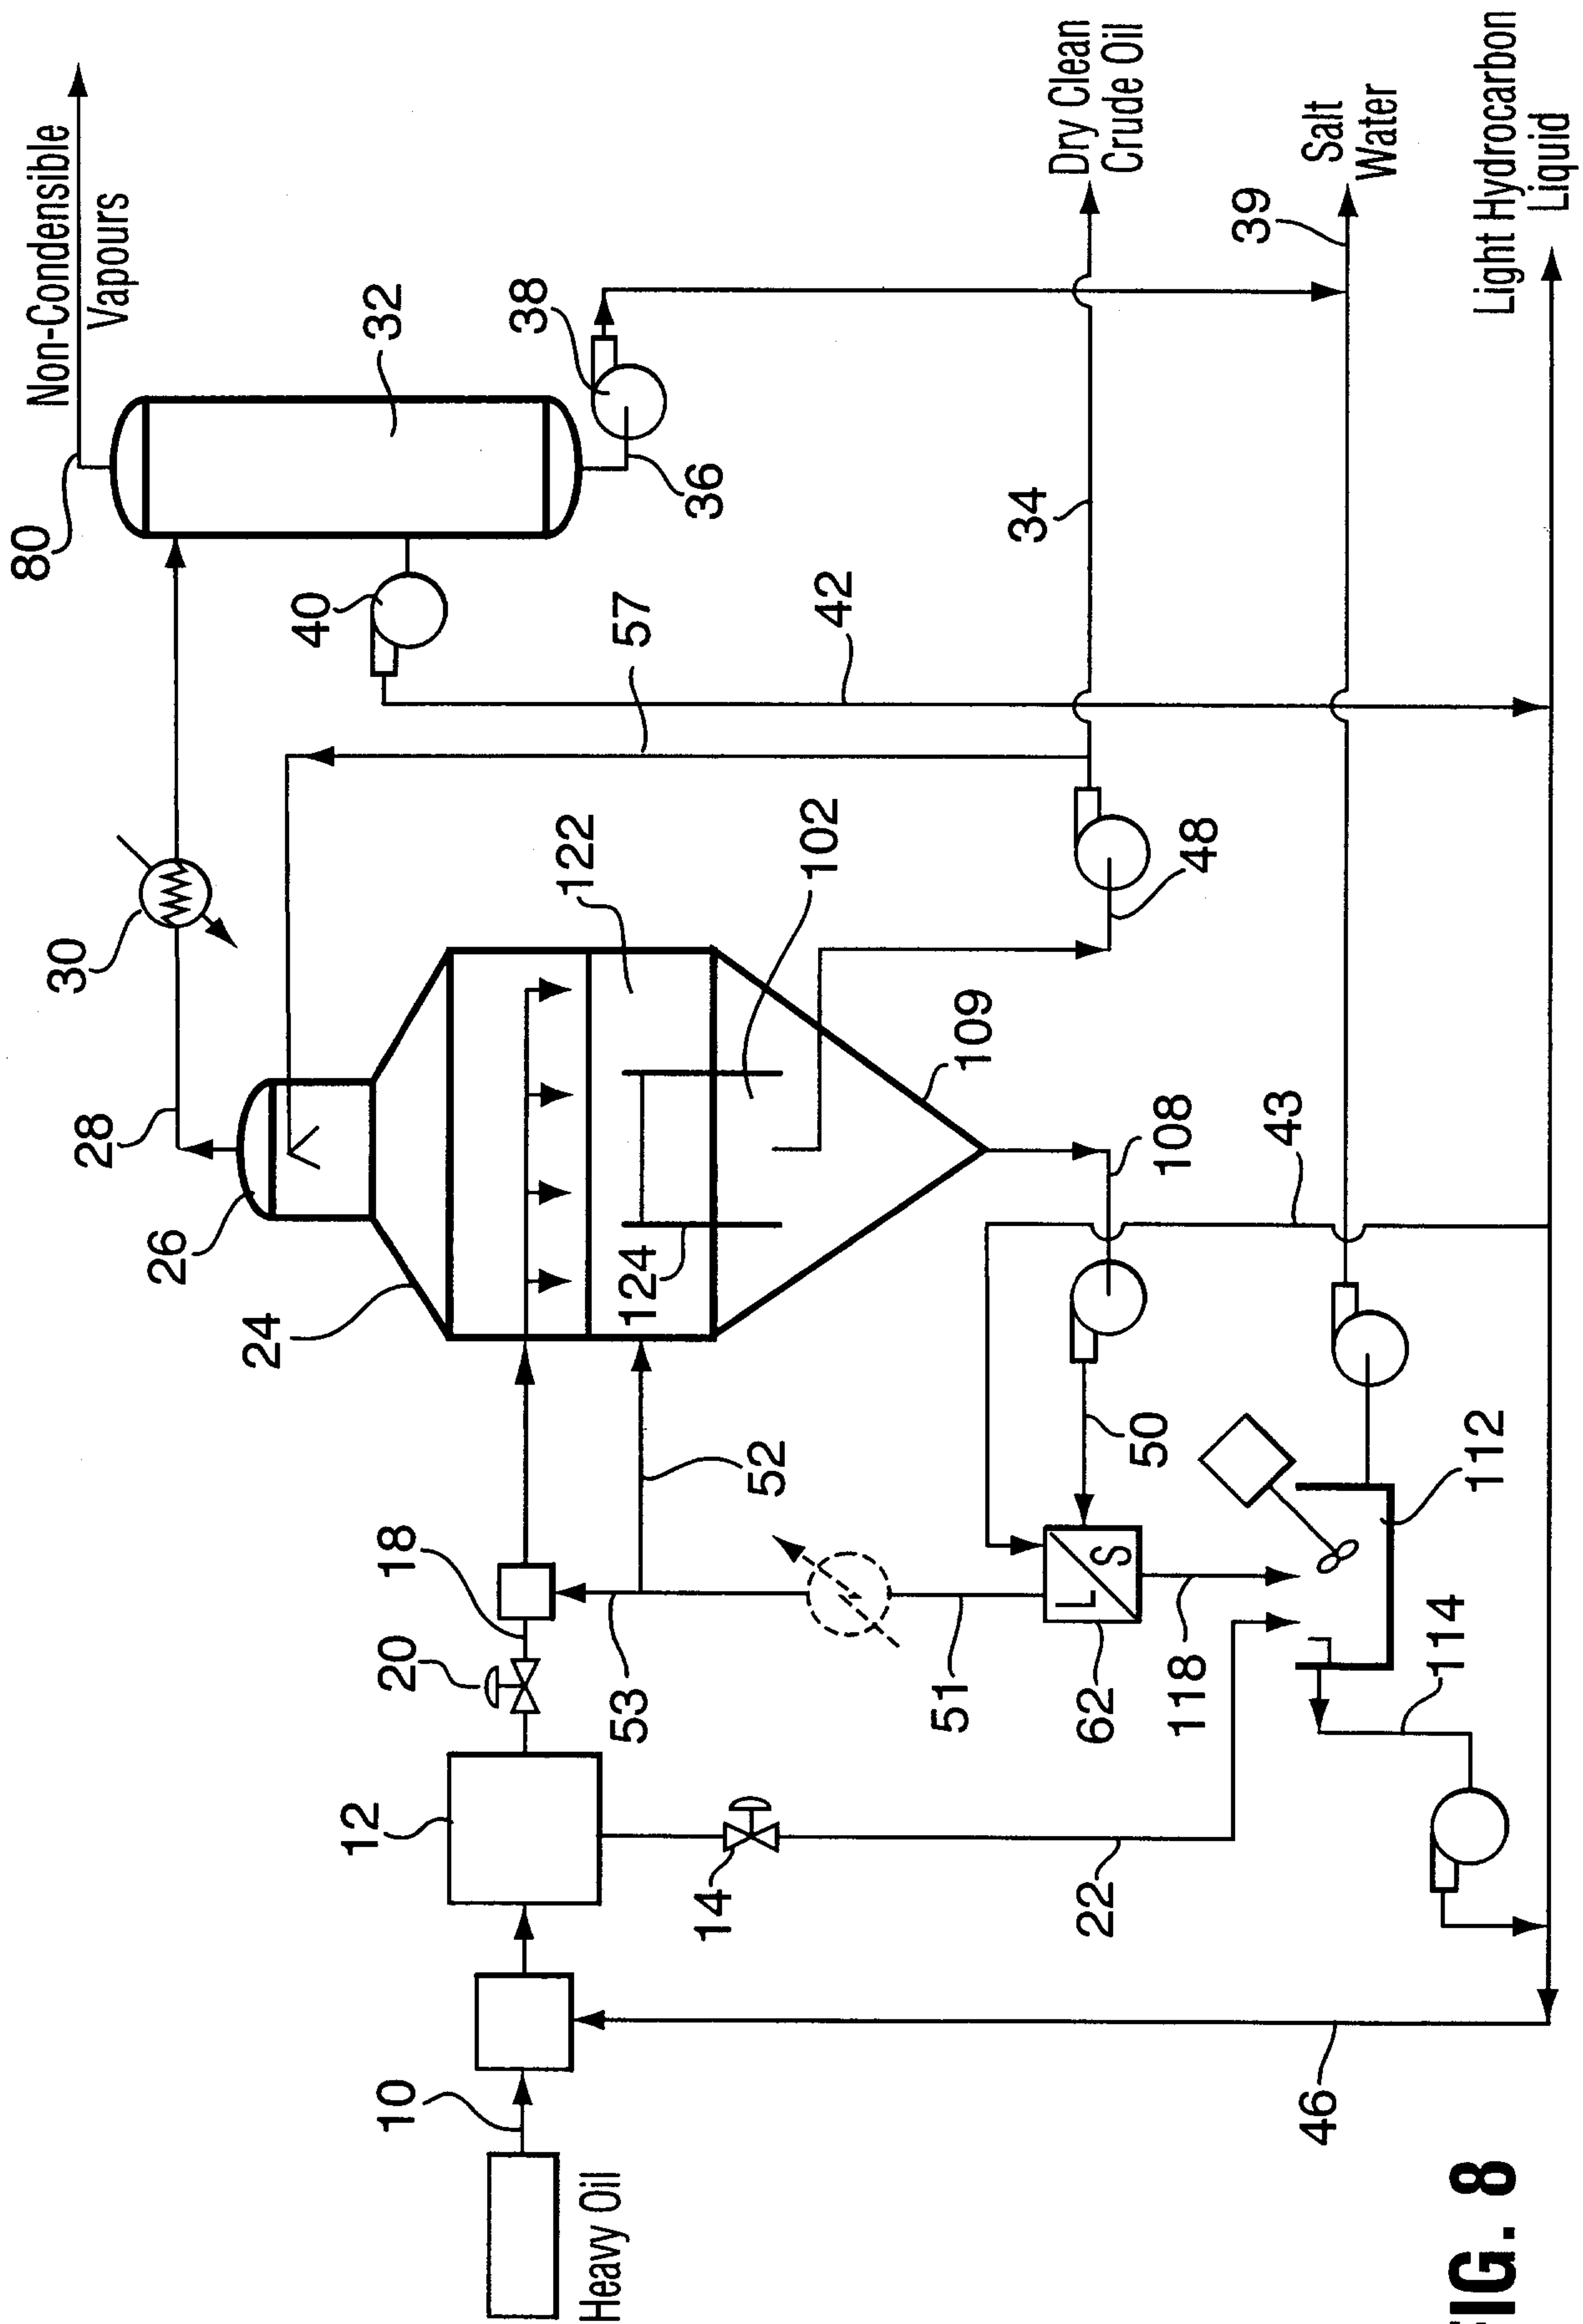 Non-Condensible
Vapours
80
32
38
36
30
28
40
57
42
34
Dry Clean
Crude Oil
39
Salt
Water
Light Hydrocarbon
Liquid
26
24
122
102
124
109
48
108
43
52
50
18
20
53
51
62
L
S
118
112
114
12
14
22
10
Heavy Oil
46
FIG. 8